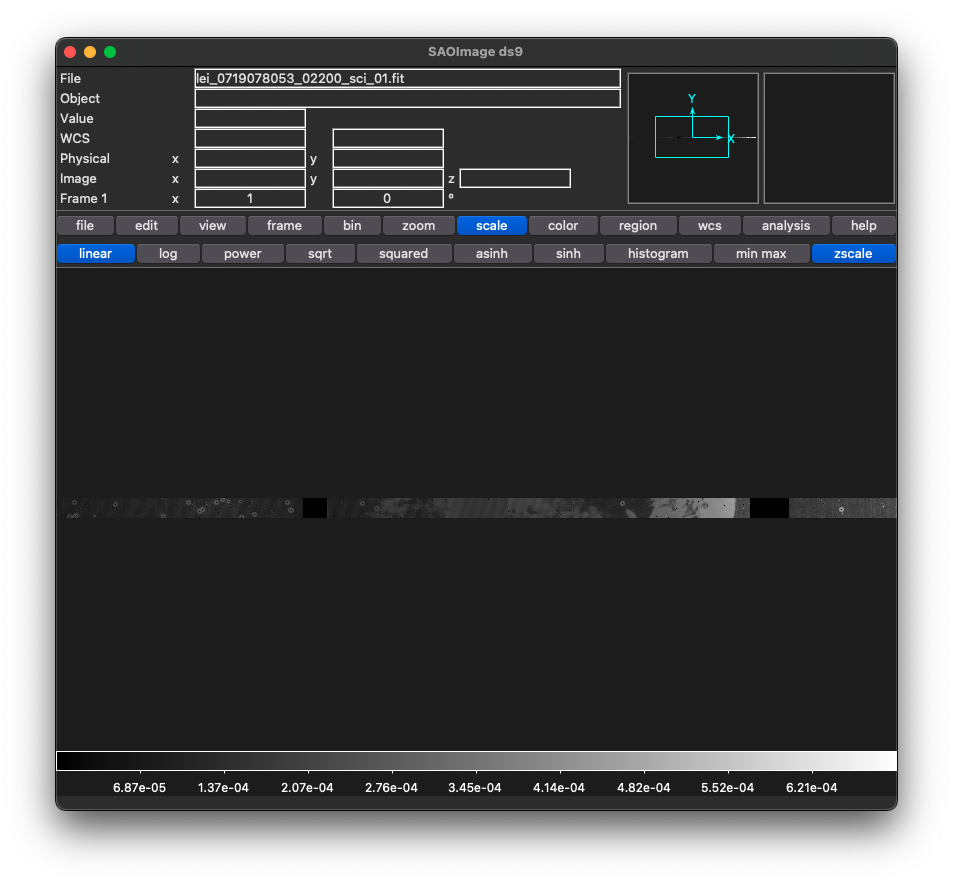 SAOImage ds9
File lei_0719078053_02200_sci_01.fit
Object
Value
WCS
Physical x y
Image x y z
Frame 1 x 1 0 °
Y
X
file edit view frame bin zoom scale color region wcs analysis help
linear log power sqrt squared asinh sinh histogram min max zscale
6.87e-05 1.37e-04 2.07e-04 2.76e-04 3.45e-04 4.14e-04 4.82e-04 5.52e-04 6.21e-04